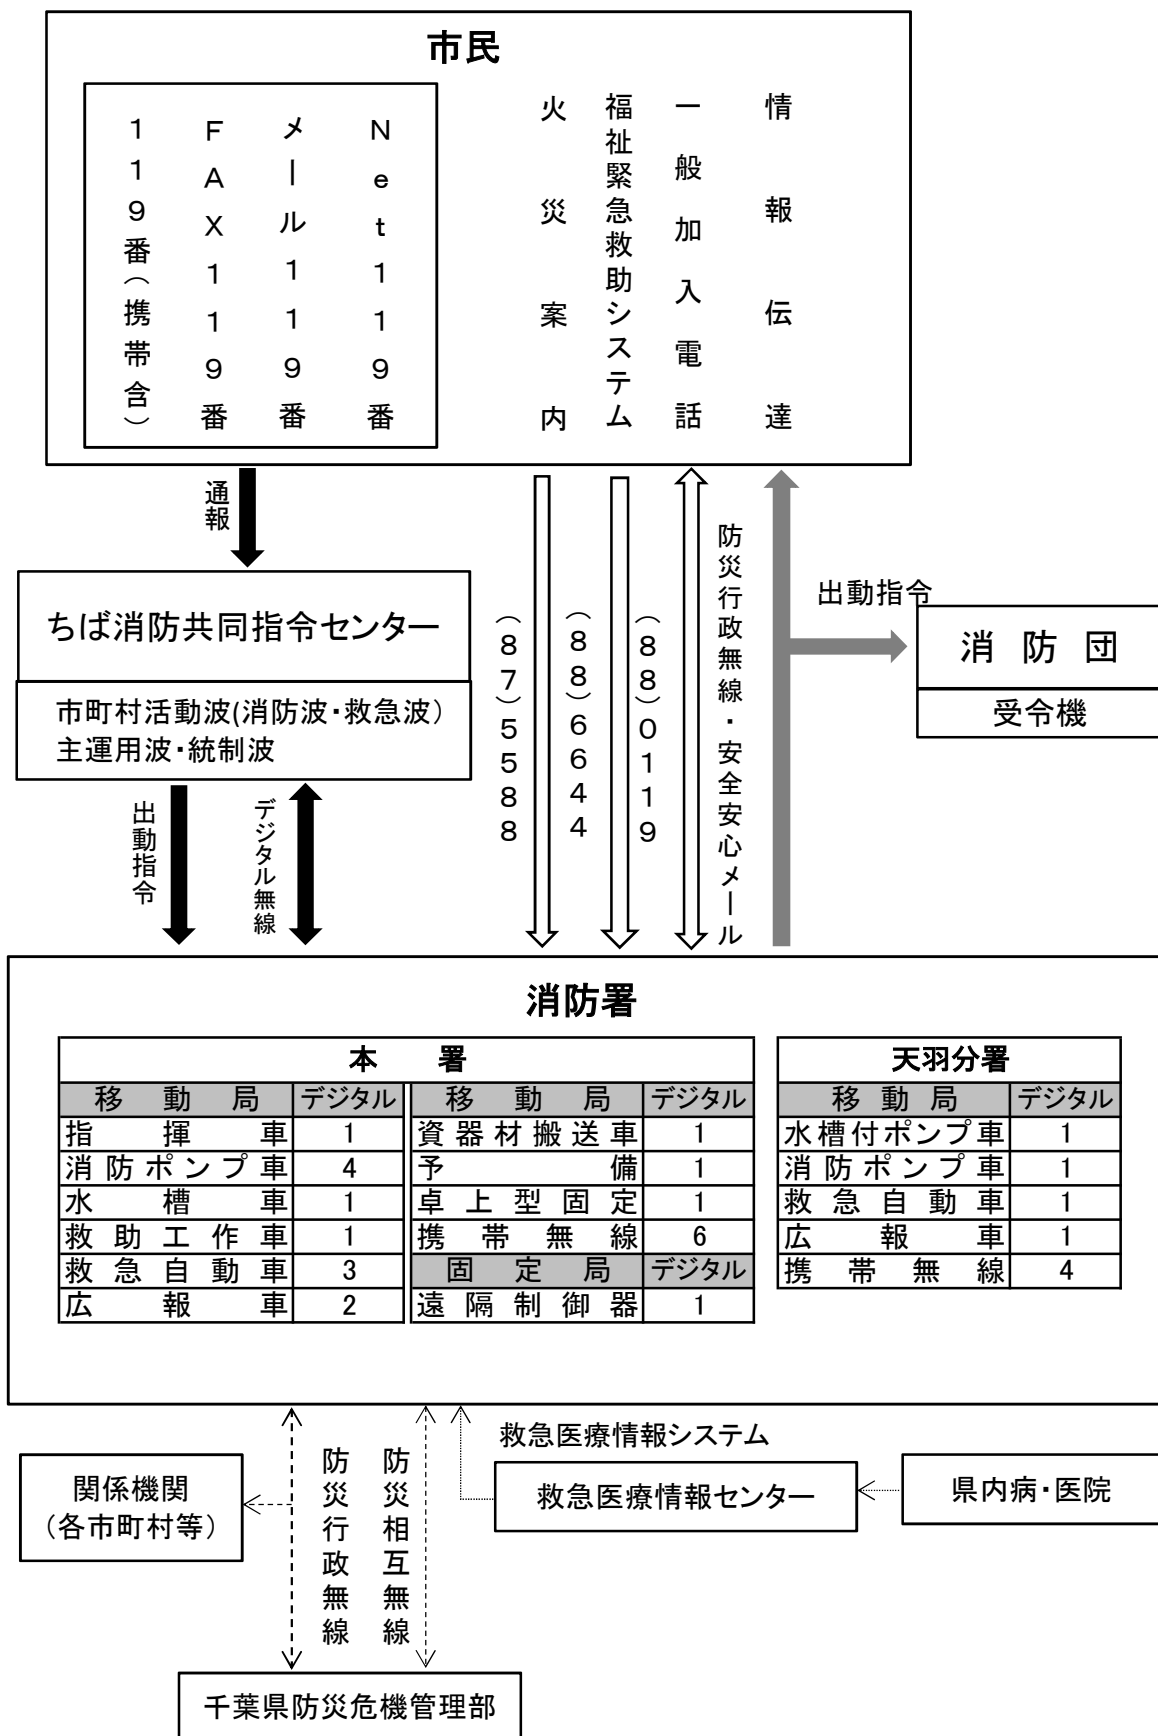 市民
119番(携帯含)
FAX119番
メール119番
Net119番
火災案内
福祉緊急救助システム
一般加入電話
情報伝達
通報
ちば消防共同指令センター
市町村活動波(消防波・救急波)
主運用波・統制波
出動指令
デジタル無線
(87)5588
(88)6644
(88)0119
防災行政無線・安全安心メール
出動指令
消防団
受令機
消防署
本署
移動局 デジタル 移動局 デジタル
指揮車 1 資器材搬送車 1
消防ポンプ車 4 予備 1
水槽車 1 卓上型固定 1
救助工作車 1 携帯無線 6
救急自動車 3 固定局 デジタル
広報車 2 遠隔制御器 1
天羽分署
移動局 デジタル
水槽付ポンプ車 1
消防ポンプ車 1
救急自動車 1
広報車 1
携帯無線 4
関係機関
(各市町村等)
防災行政無線
防災相互無線
救急医療情報システム
救急医療情報センター
県内病・医院
千葉県防災危機管理部